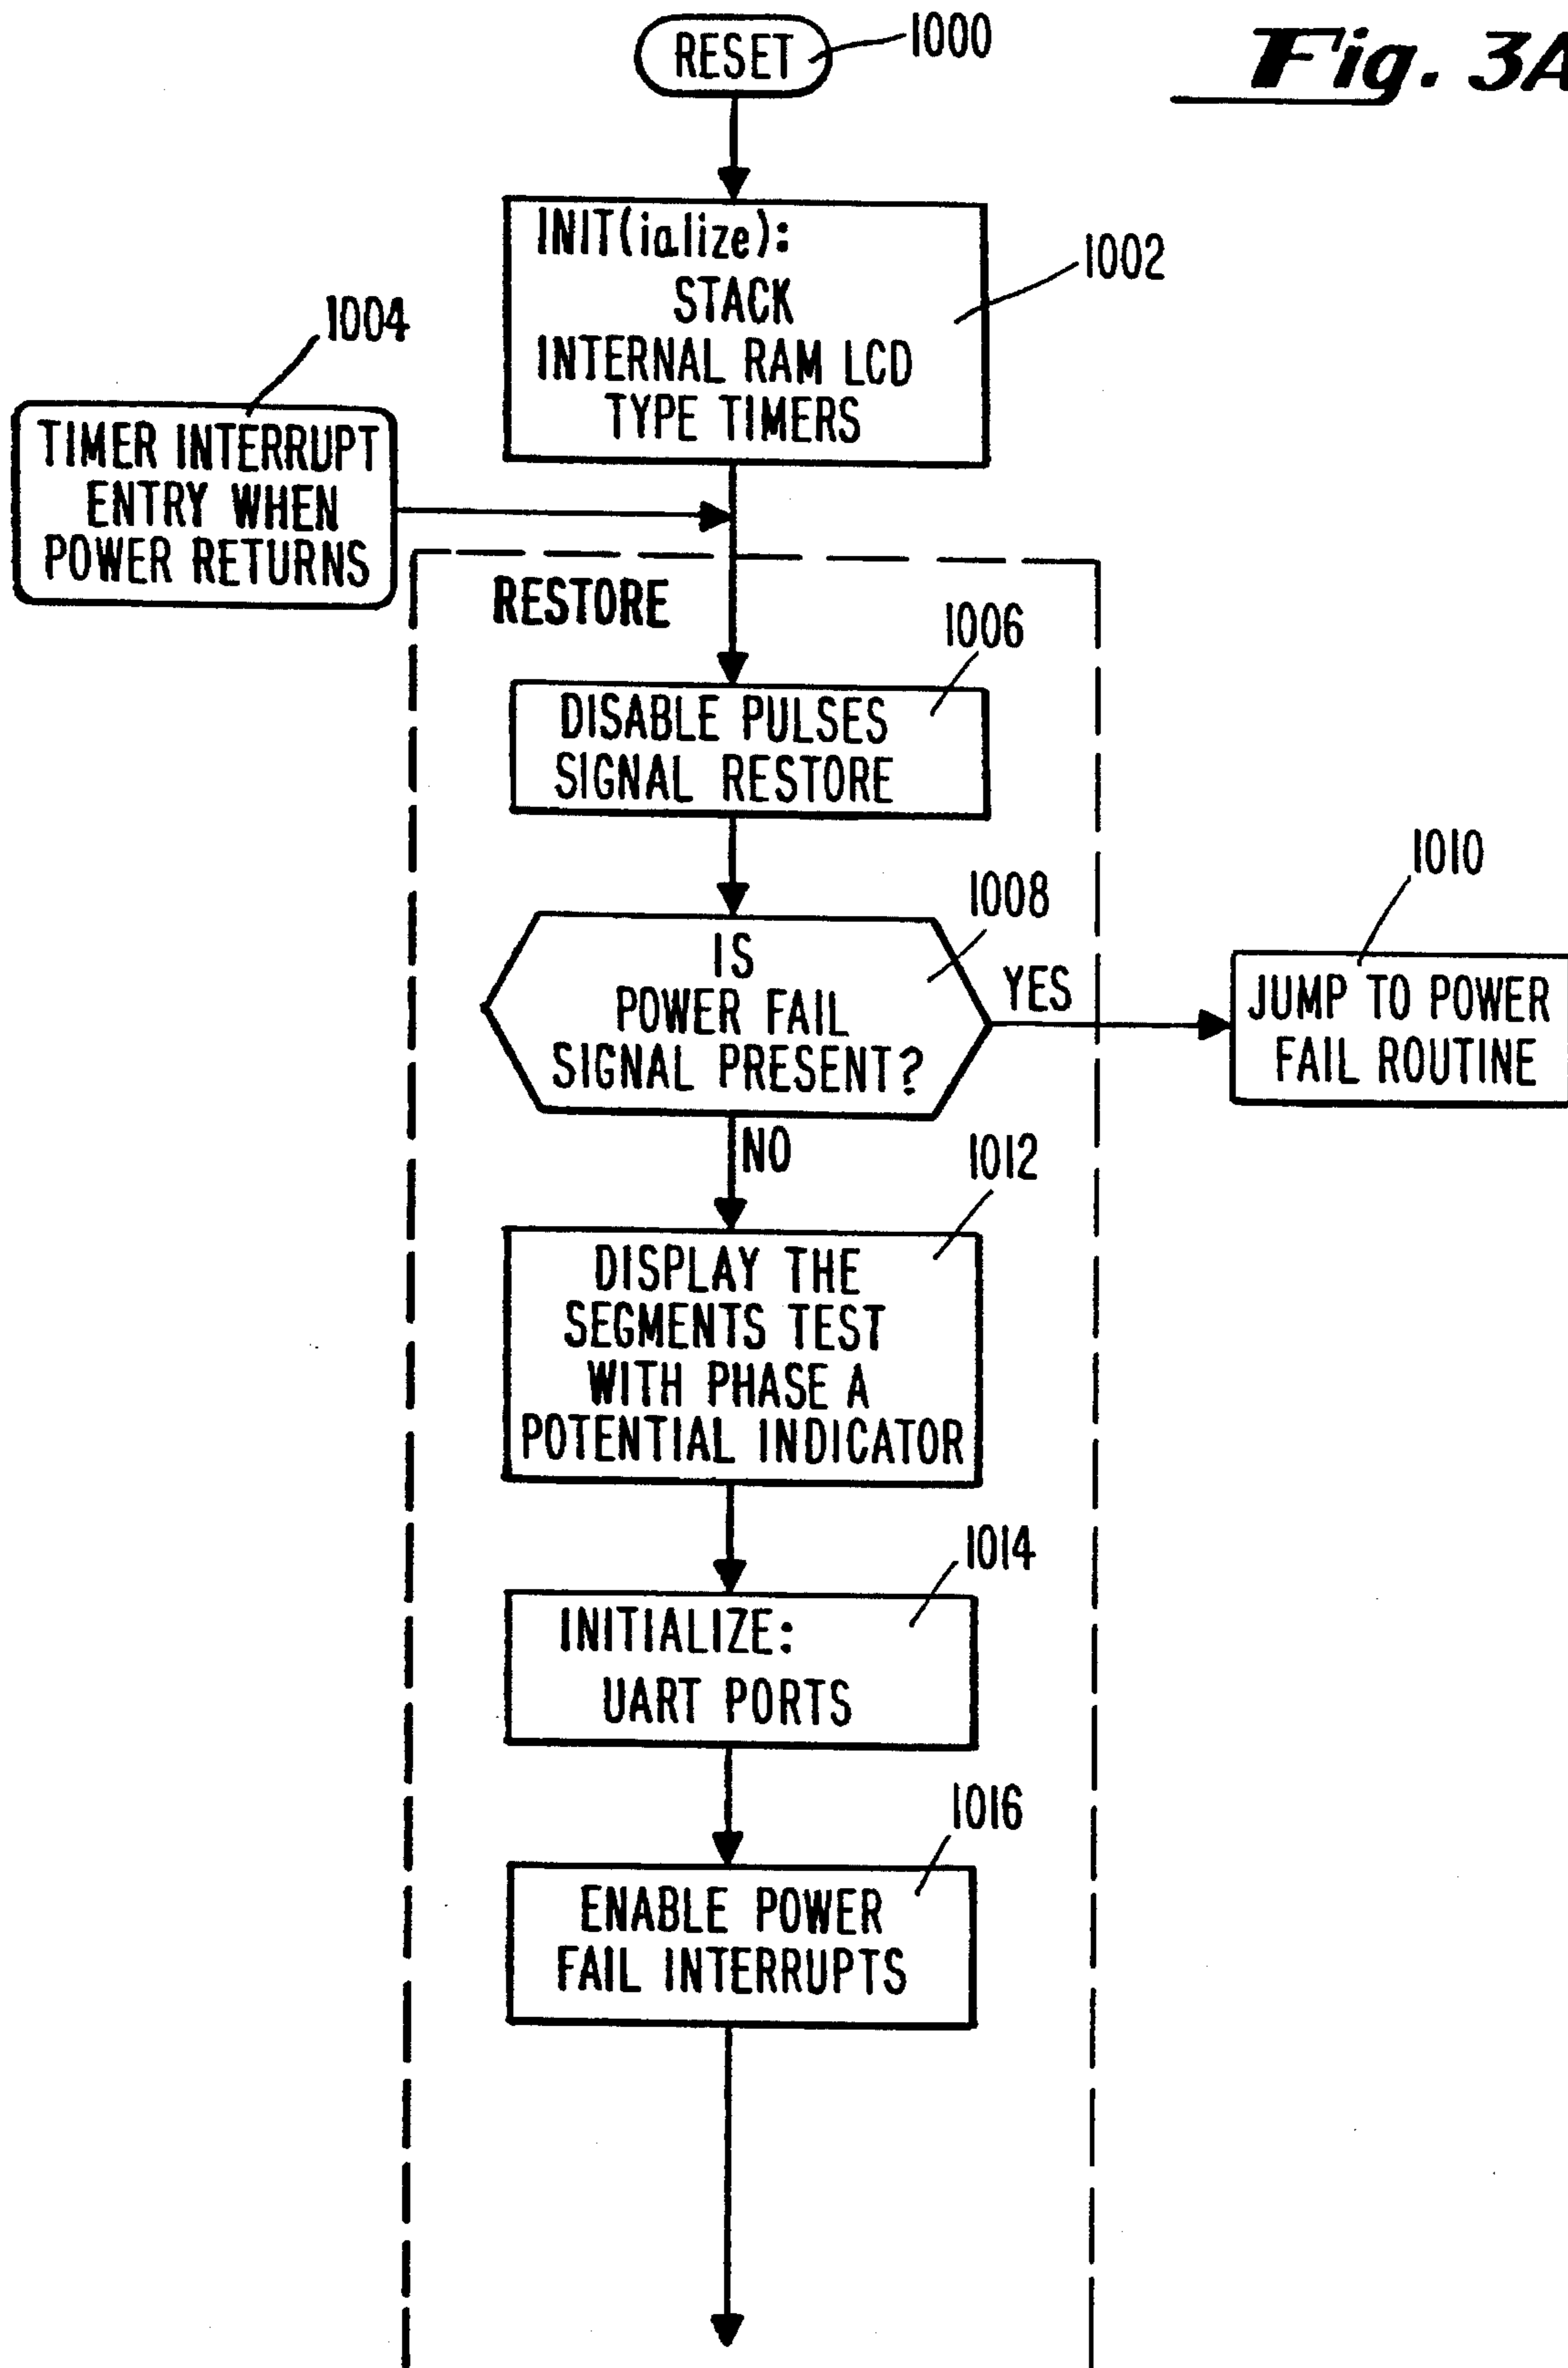 Fig. 3A
RESET
1000
INIT(ialize):
STACK
INTERNAL RAM LCD
TYPE TIMERS
1002
1004
TIMER INTERRUPT
ENTRY WHEN
POWER RETURNS
RESTORE
1006
DISABLE PULSES
SIGNAL RESTORE
1008
IS
POWER FAIL
SIGNAL PRESENT?
YES
1010
JUMP TO POWER
FAIL ROUTINE
NO
1012
DISPLAY THE
SEGMENTS TEST
WITH PHASE A
POTENTIAL INDICATOR
1014
INITIALIZE:
UART PORTS
1016
ENABLE POWER
FAIL INTERRUPTS